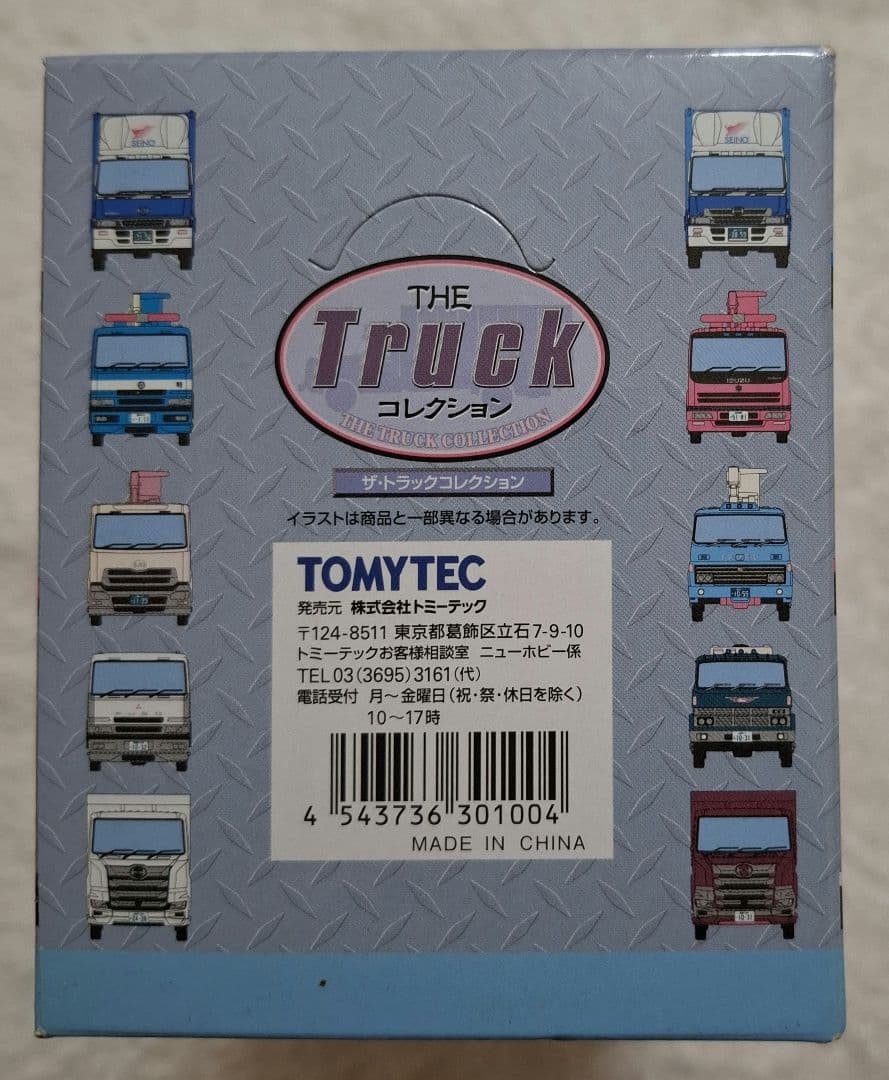 SEINO
SEINO
THE
Truck
コレクション
THE TRUCK COLLECTION
ISUZU
ザ・トラックコレクション
イラストは商品と一部異なる場合があります。
TOMYTEC
発売元 株式会社トミーテック
〒124-8511 東京都葛飾区立石7-9-10
トミーテックお客様相談室 ニューホビー係
TEL 03(3695)3161(代)
電話受付 月～金曜日(祝・祭・休日を除く)
10～17時
4 543736 301004
MADE IN CHINA